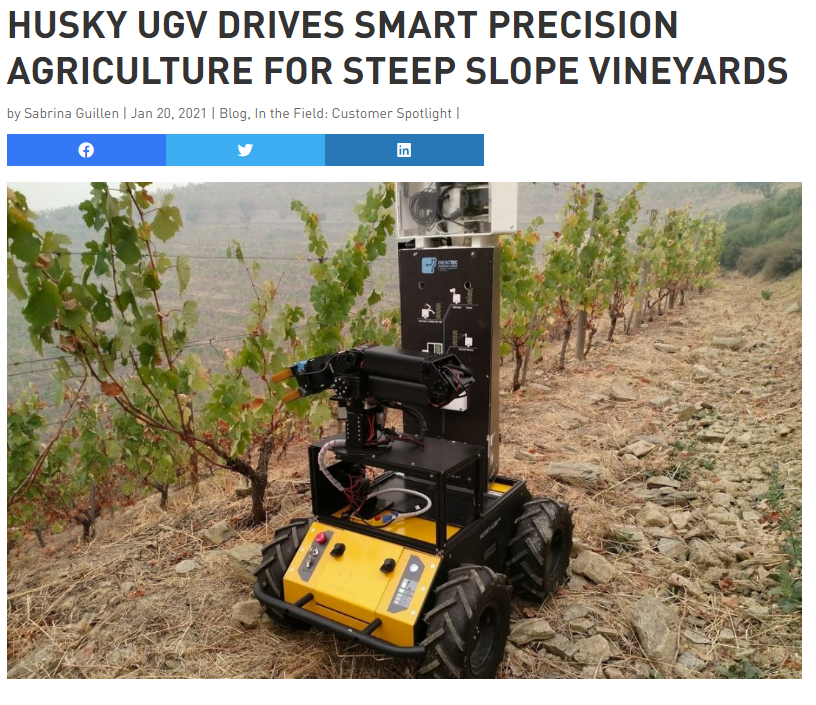 HUSKY UGV DRIVES SMART PRECISION
AGRICULTURE FOR STEEP SLOPE VINEYARDS
by Sabrina Guillen | Jan 20, 2021 | Blog, In the Field: Customer Spotlight |
INESCTEC